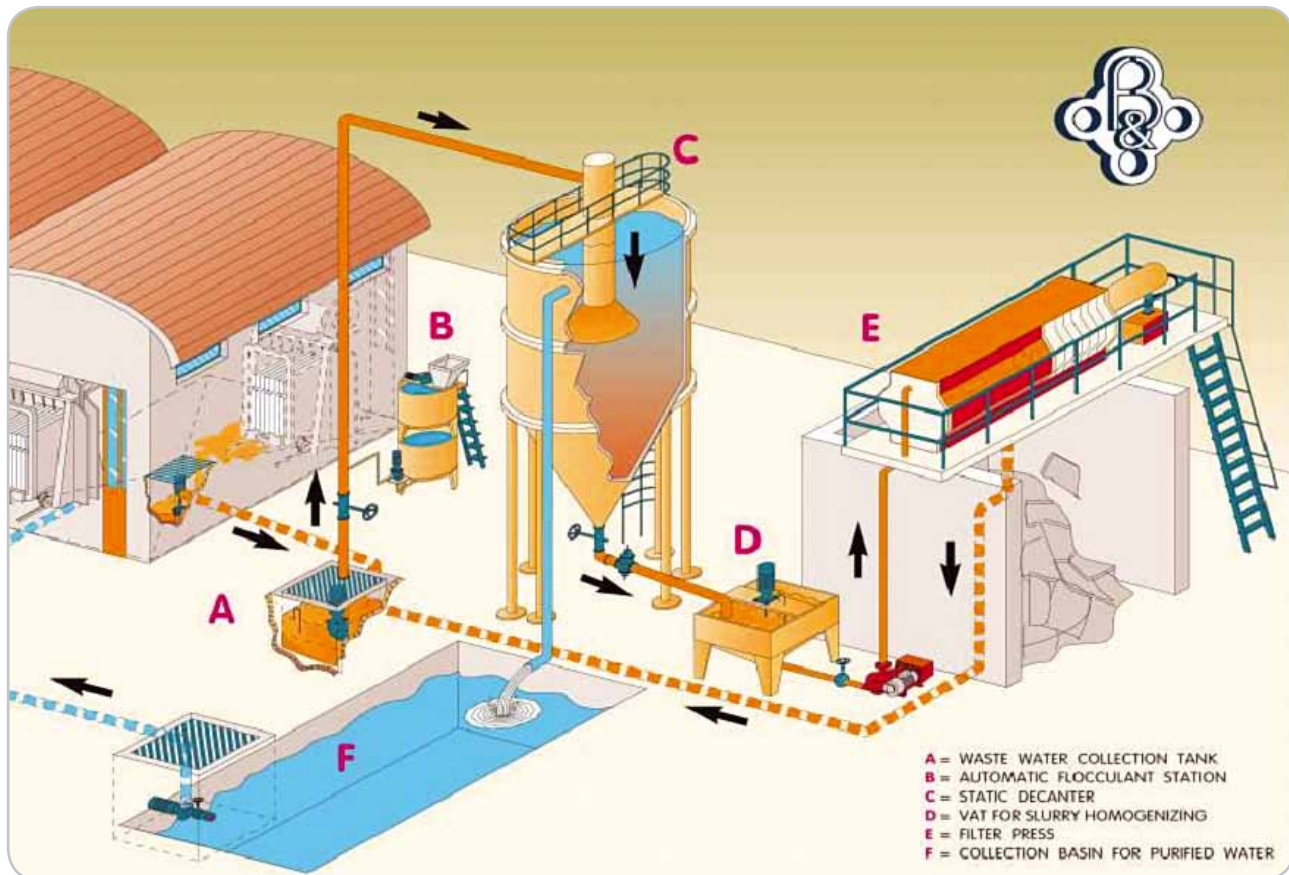 B&
C
B
E
D
A
F
A = WASTE WATER COLLECTION TANK
B = AUTOMATIC FLOCCULANT STATION
C = STATIC DECANTER
D = VAT FOR SLURRY HOMOGENIZING
E = FILTER PRESS
F = COLLECTION BASIN FOR PURIFIED WATER